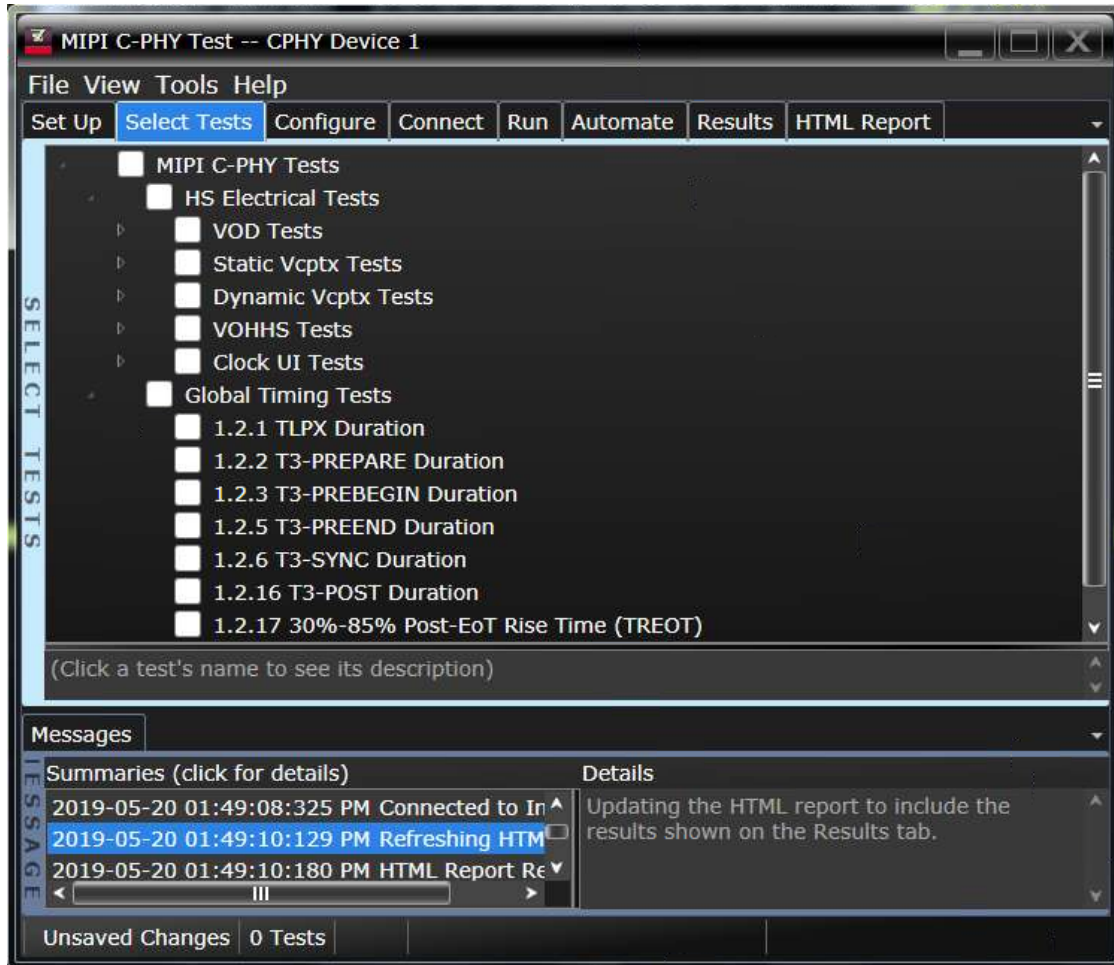 MIPI C-PHY Test -- CPHY Device 1
File View Tools Help
Set Up Select Tests Configure Connect Run Automate Results HTML Report
SELECT TESTS
MIPI C-PHY Tests
HS Electrical Tests
VOD Tests
Static Vcptx Tests
Dynamic Vcptx Tests
VOHHS Tests
Clock UI Tests
Global Timing Tests
1.2.1 TLPX Duration
1.2.2 T3-PREPARE Duration
1.2.3 T3-PREBEGIN Duration
1.2.5 T3-PREEND Duration
1.2.6 T3-SYNC Duration
1.2.16 T3-POST Duration
1.2.17 30%-85% Post-EoT Rise Time (TREOT)
(Click a test's name to see its description)
Messages
Summaries (click for details) Details
2019-05-20 01:49:08:325 PM Connected to In
2019-05-20 01:49:10:129 PM Refreshing HTM
2019-05-20 01:49:10:180 PM HTML Report Re
Updating the HTML report to include the
results shown on the Results tab.
Unsaved Changes 0 Tests